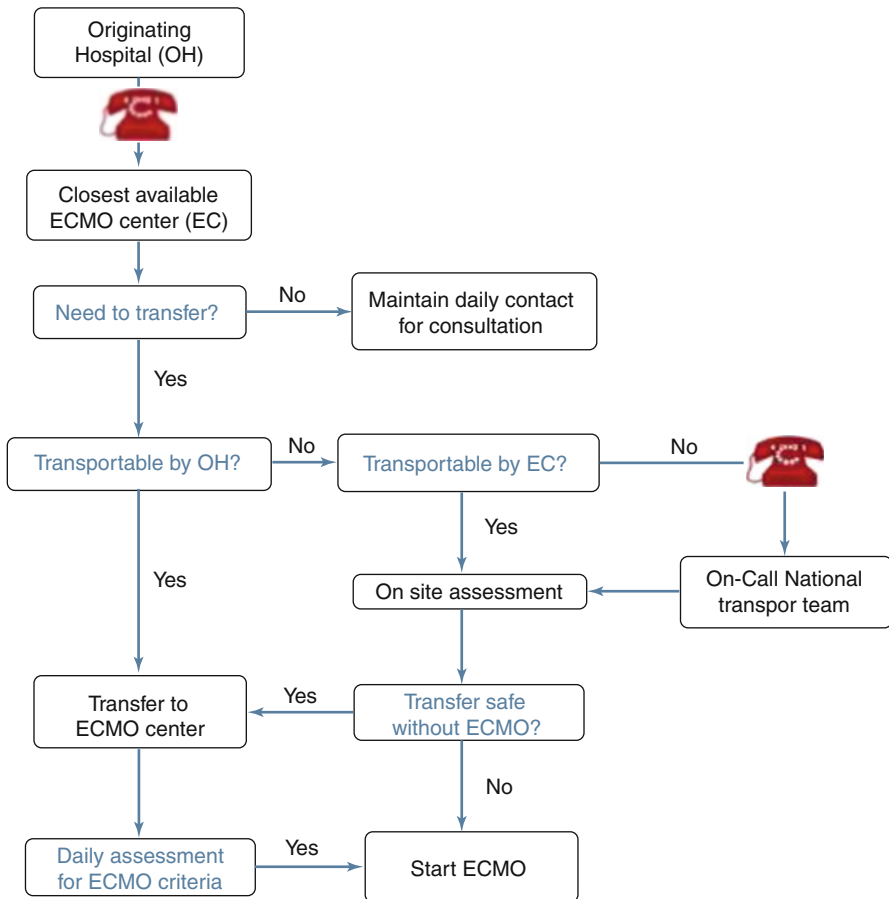 Originating
Hospital (OH)
Closest available
ECMO center (EC)
Need to transfer?
No
Maintain daily contact
for consultation
Yes
Transportable by OH?
No
Transportable by EC?
No
Yes
Yes
On site assessment
On-Call National
transpor team
Transfer to
ECMO center
Yes
Transfer safe
without ECMO?
No
Daily assessment
for ECMO criteria
Yes
Start ECMO